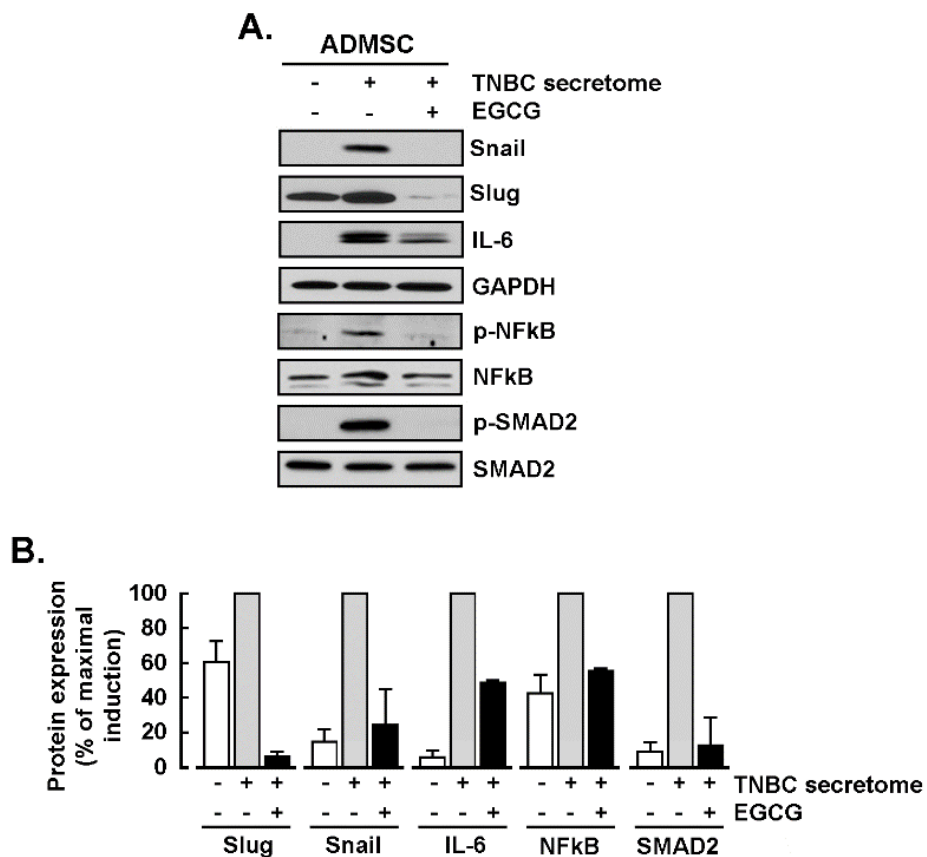 A.
ADMSC
- + + TNBC secretome
- - + EGCG
Snail
Slug
IL-6
GAPDH
p-NFkB
NFkB
p-SMAD2
SMAD2
B.
Protein expression
(% of maximal
induction)
100
80
60
40
20
0
- + + - + + - + + - + + - + + TNBC secretome
- - + - - + - - + - - + - - + EGCG
Slug Snail IL-6 NFkB SMAD2